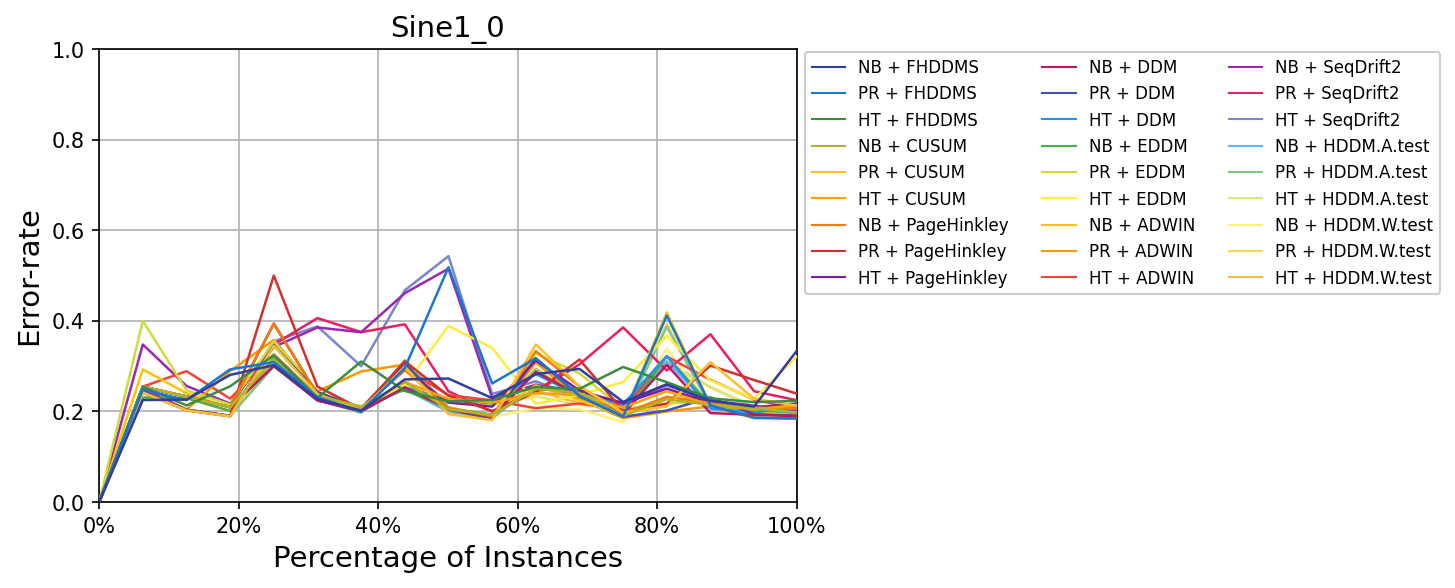 Sine1_0
1.0
0.8
0.6
0.4
0.2
0.0
Error-rate
0%
20%
40%
60%
80%
100%
Percentage of Instances
NB + FHDDMS
PR + FHDDMS
HT + FHDDMS
NB + CUSUM
PR + CUSUM
HT + CUSUM
NB + PageHinkley
PR + PageHinkley
HT + PageHinkley
NB + DDM
PR + DDM
HT + DDM
NB + EDDM
PR + EDDM
HT + EDDM
NB + ADWIN
PR + ADWIN
HT + ADWIN
NB + SeqDrift2
PR + SeqDrift2
HT + SeqDrift2
NB + HDDM.A.test
PR + HDDM.A.test
HT + HDDM.A.test
NB + HDDM.W.test
PR + HDDM.W.test
HT + HDDM.W.test